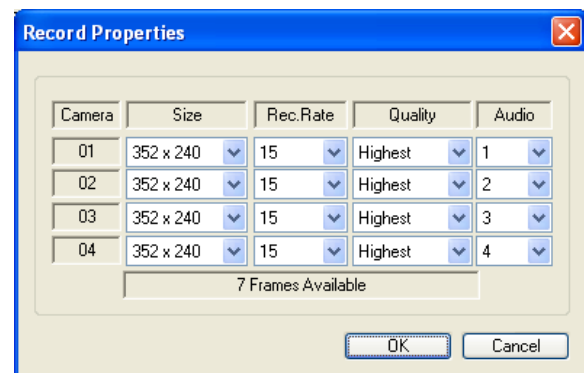 Record Properties
Camera Size Rec.Rate Quality Audio
01 352 x 240 15 Highest 1
02 352 x 240 15 Highest 2
03 352 x 240 15 Highest 3
04 352 x 240 15 Highest 4
7 Frames Available
OK Cancel